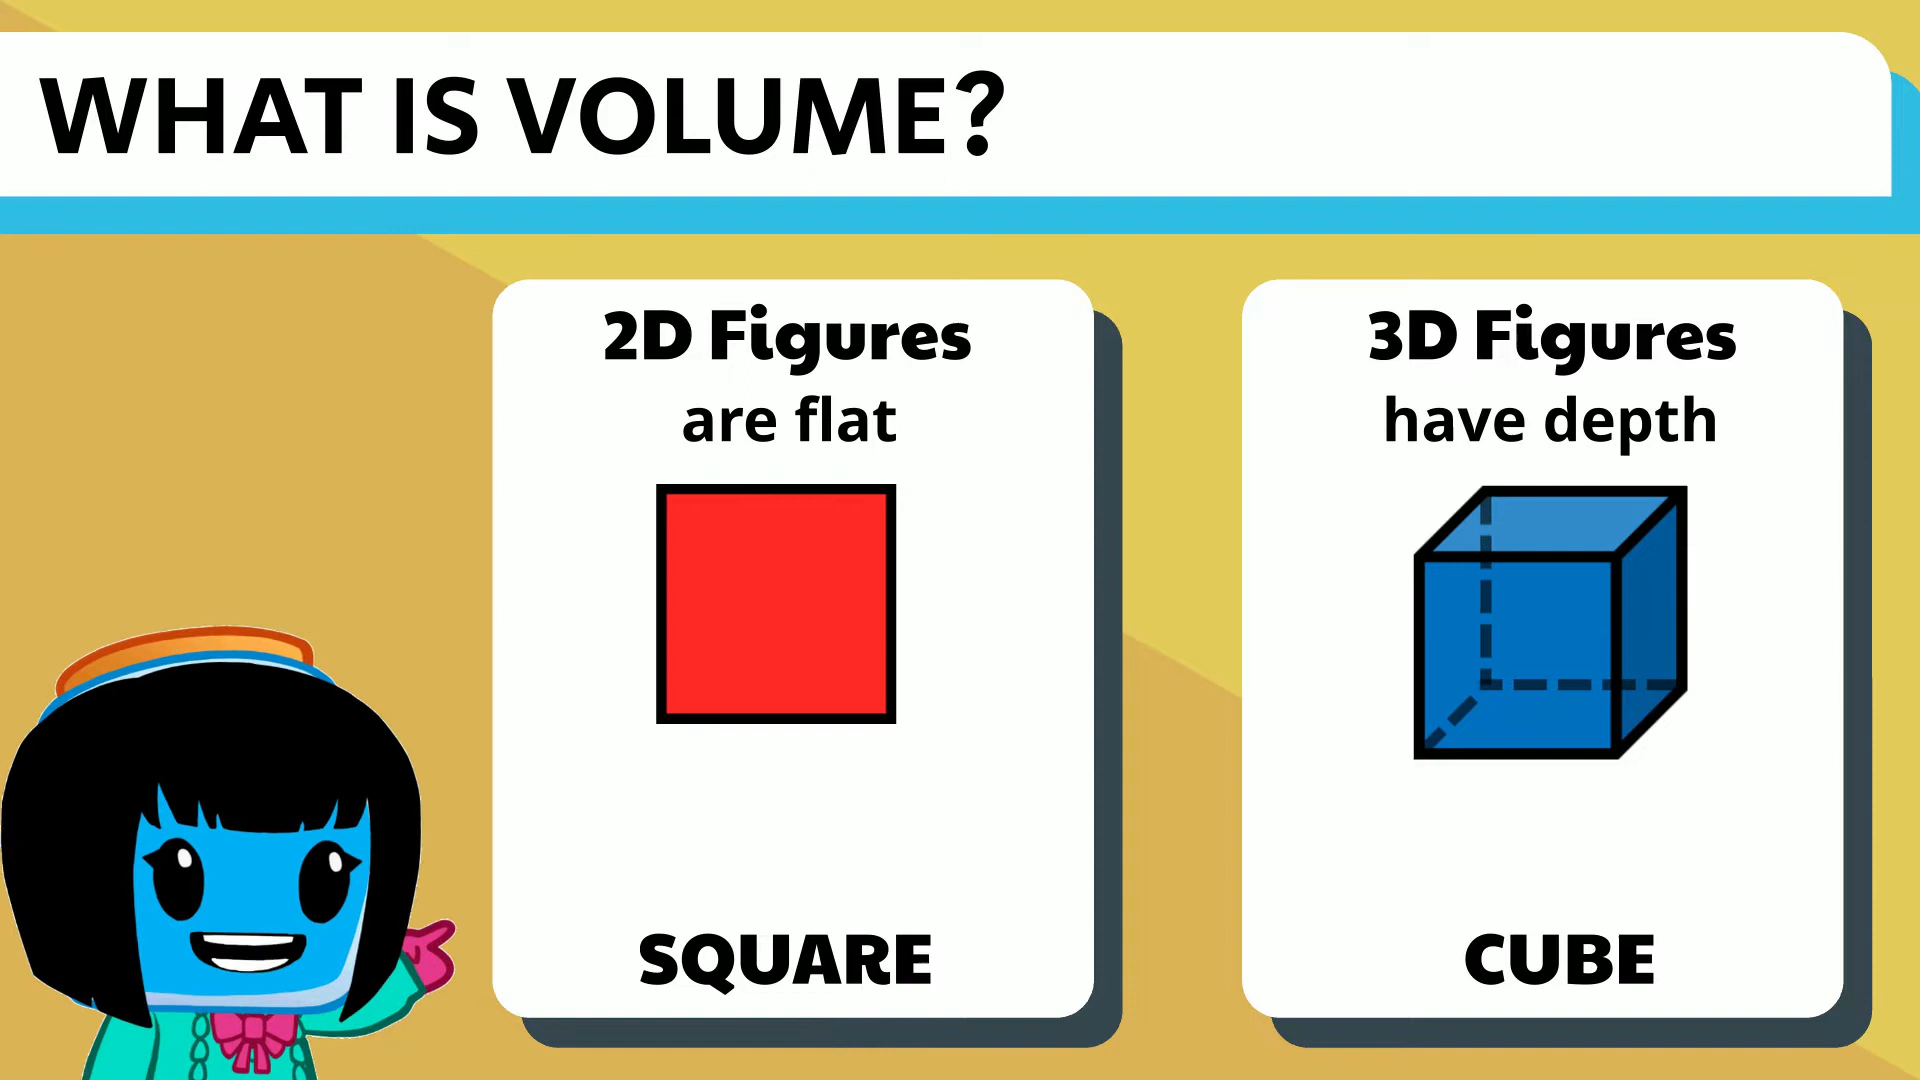 WHAT IS VOLUME?
2D Figures
are flat
SQUARE
3D Figures
have depth
CUBE